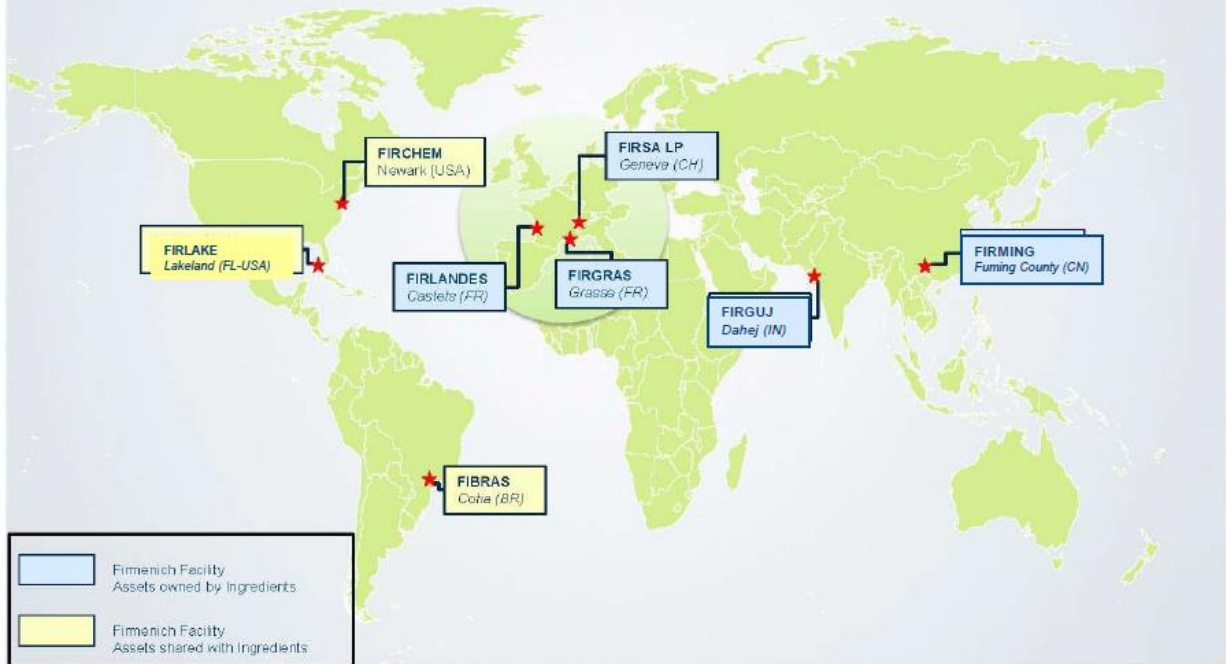 FIRCHEM
Newark (USA)
FIRSA LP
Geneva (CH)
FIRLAKE
Lakeland (FL-USA)
FIRLANDES
Castets (FR)
FIRGRAS
Grasse (FR)
FIRMING
Fuming County (CN)
FIRGUJ
Dahej (IN)
FIBRAS
Cotia (BR)
Firmenich Facility
Assets owned by Ingredients
Firmenich Facility
Assets shared with Ingredients